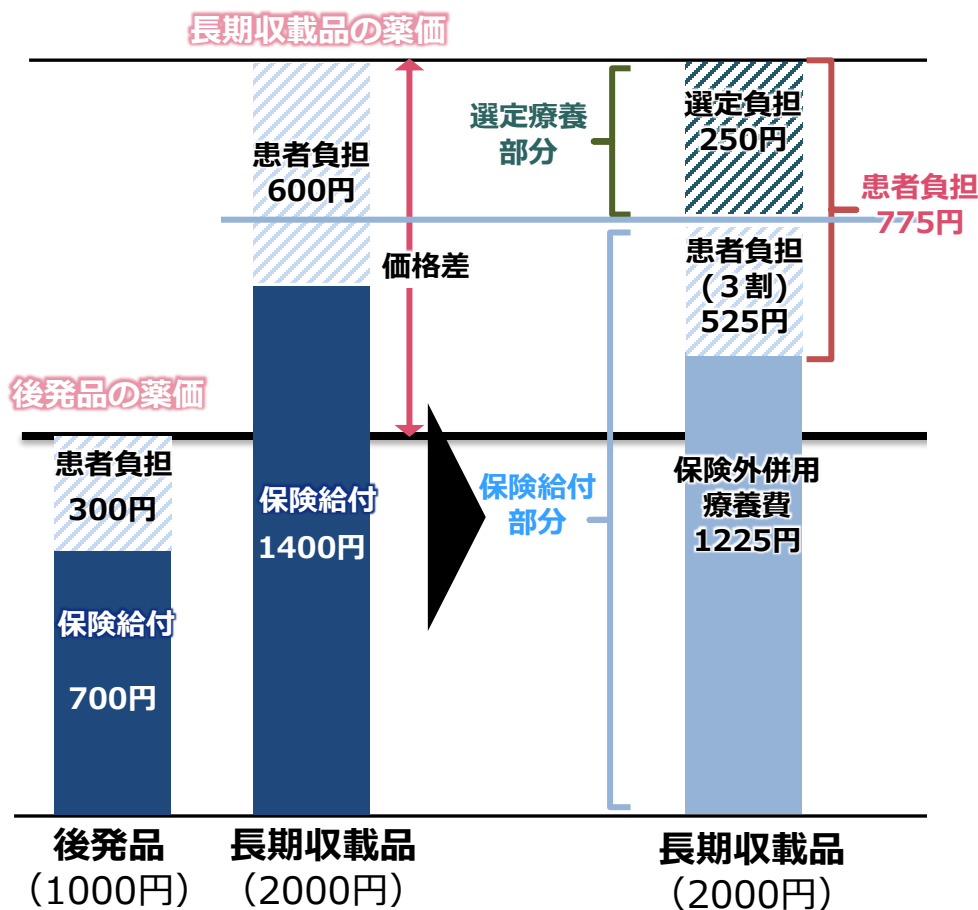 長期収載品の薬価
患者負担
600円
価格差
選定療養
部分
選定負担
250円
患者負担
775円
患者負担
(３割)
525円
後発品の薬価
患者負担
300円
保険給付
700円
保険給付
1400円
保険給付
部分
保険外併用
療養費
1225円
後発品
（1000円）
長期収載品
（2000円）
長期収載品
（2000円）